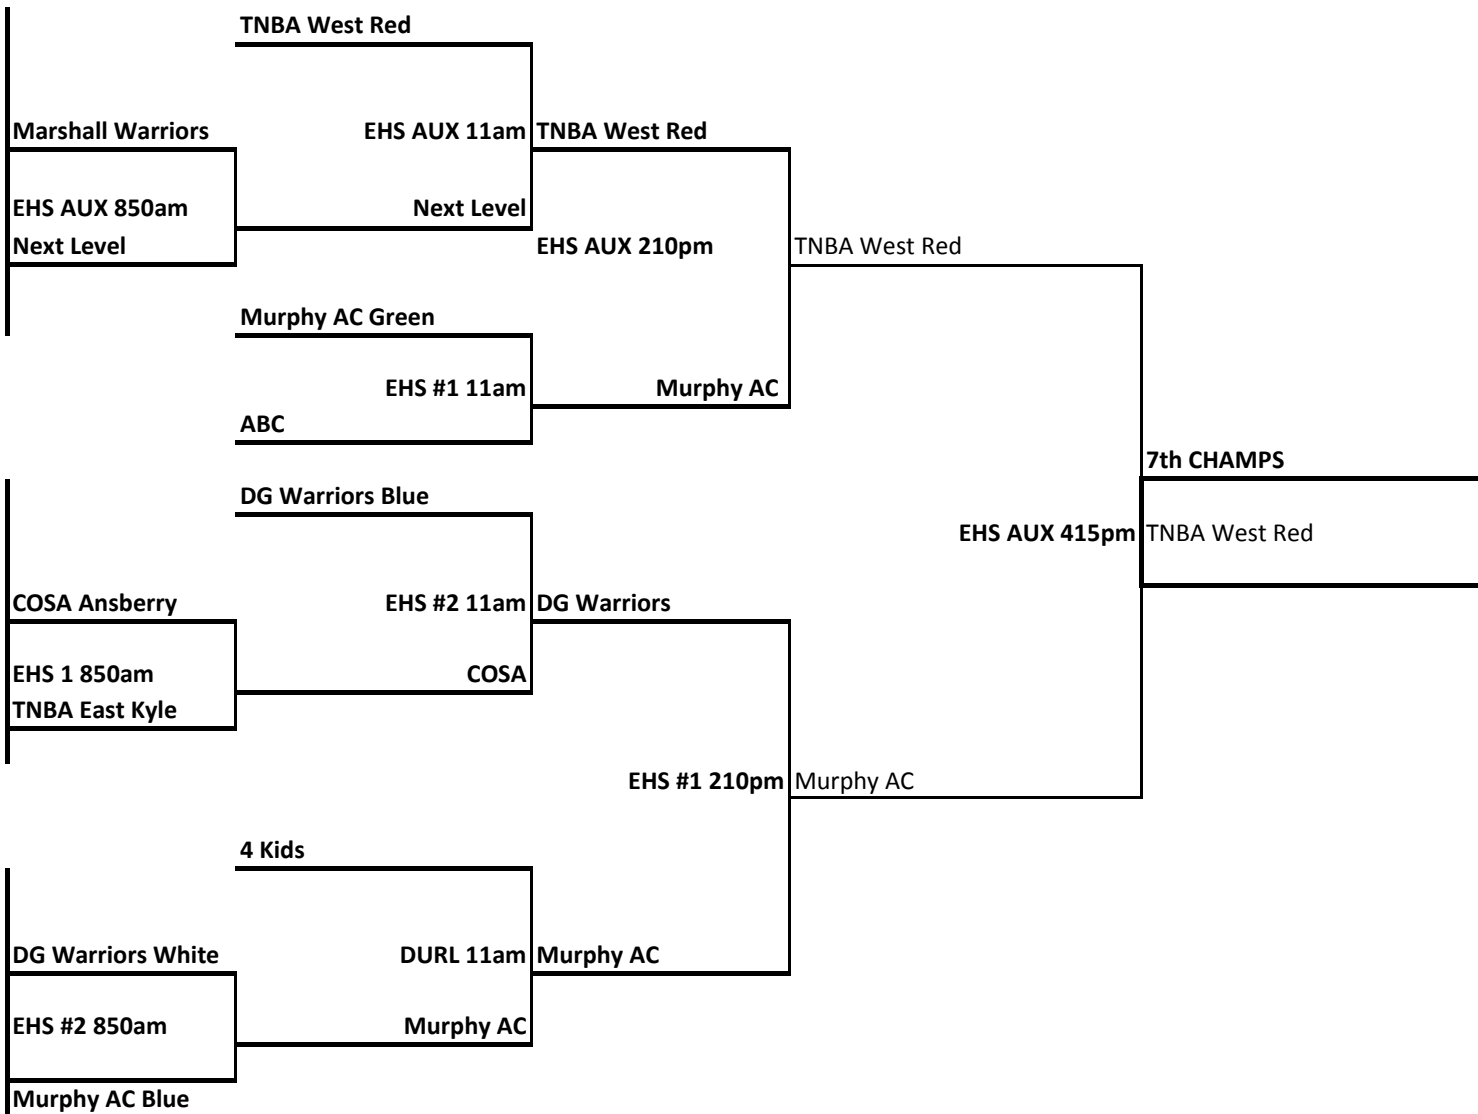 TNBA West Red
Marshall Warriors
EHS AUX 11am
TNBA West Red
EHS AUX 850am
Next Level
Next Level
EHS AUX 210pm
TNBA West Red
Murphy AC Green
EHS #1 11am
Murphy AC
ABC
7th CHAMPS
DG Warriors Blue
EHS AUX 415pm
TNBA West Red
COSA Ansberry
EHS #2 11am
DG Warriors
EHS 1 850am
COSA
TNBA East Kyle
EHS #1 210pm
Murphy AC
4 Kids
DG Warriors White
DURL 11am
Murphy AC
EHS #2 850am
Murphy AC
Murphy AC Blue